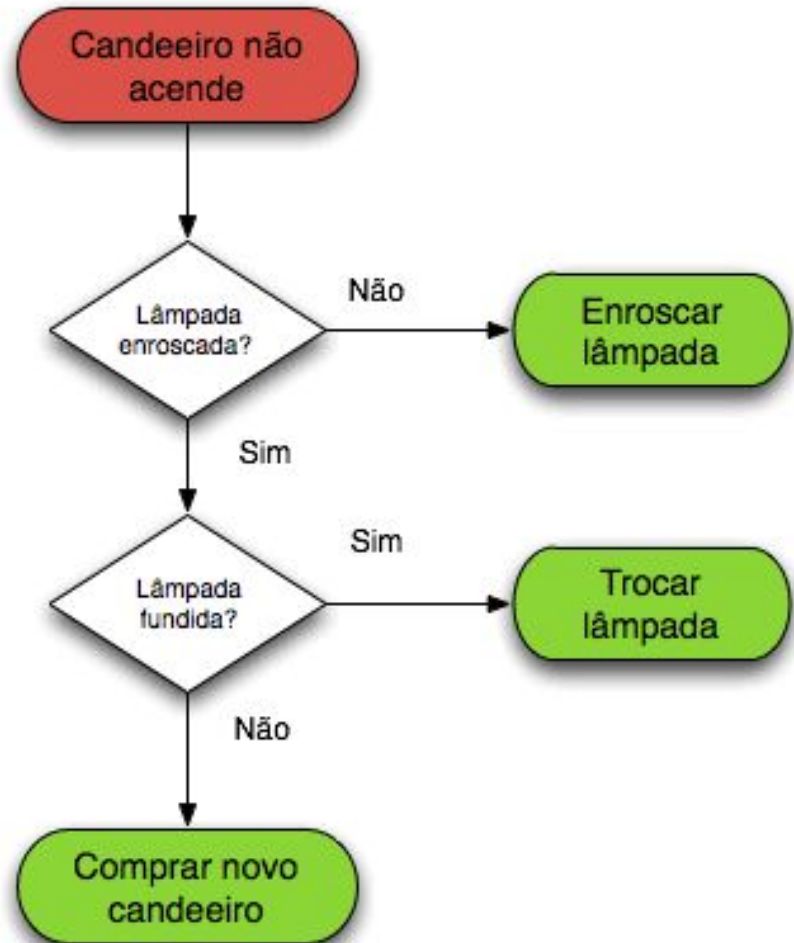 Candeeiro não
acende
Lâmpada
enroscada?
Não
Enroscar
lâmpada
Sim
Lâmpada
fundida?
Sim
Trocar
lâmpada
Não
Comprar novo
candeeiro